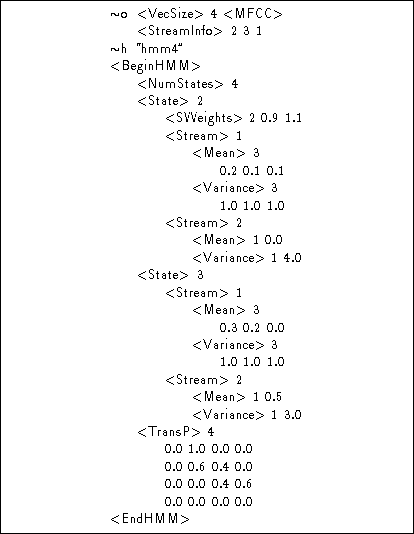 ~o <VecSize> 4 <MFCC>
<StreamInfo> 2 3 1
~h "hmm4"
<BeginHMM>
<NumStates> 4
<State> 2
<SWeights> 2 0.9 1.1
<Stream> 1
<Mean> 3
0.2 0.1 0.1
<Variance> 3
1.0 1.0 1.0
<Stream> 2
<Mean> 1 0.0
<Variance> 1 4.0
<State> 3
<Stream> 1
<Mean> 3
0.3 0.2 0.0
<Variance> 3
1.0 1.0 1.0
<Stream> 2
<Mean> 1 0.5
<Variance> 1 3.0
<TransP> 4
0.0 1.0 0.0 0.0
0.0 0.6 0.4 0.0
0.0 0.0 0.4 0.6
0.0 0.0 0.0 0.0
<EndHMM>